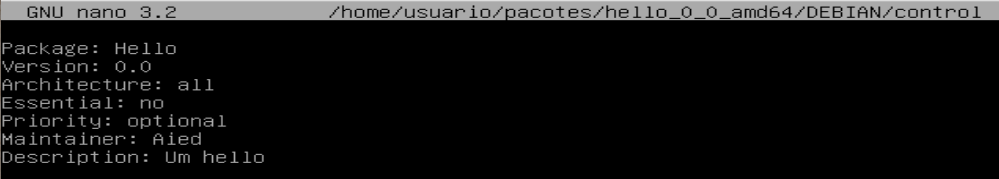 GNU nano 3.2 /home/usuario/pacotes/hello_0_0_amd64/DEBIAN/control
Package: Hello
Version: 0.0
Architecture: all
Essential: no
Priority: optional
Maintainer: Aied
Description: Um hello